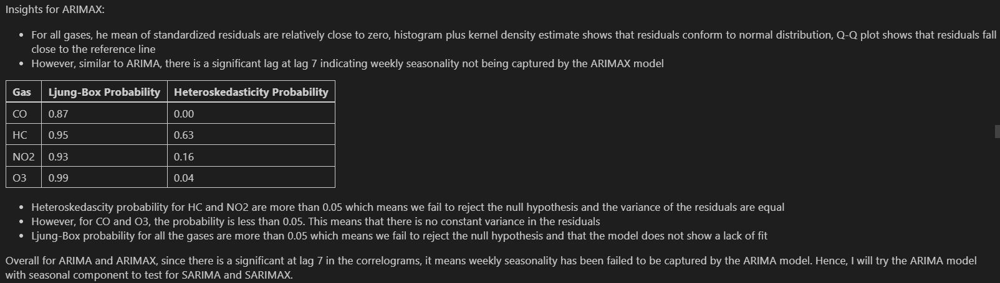 Insights for ARIMAX:
• For all gases, he mean of standardized residuals are relatively close to zero, histogram plus kernel density estimate shows that residuals conform to normal distribution, Q-Q plot shows that residuals fall
close to the reference line
• However, similar to ARIMA, there is a significant lag at lag 7 indicating weekly seasonality not being captured by the ARIMAX model
Gas Ljung-Box Probability Heteroskedasticity Probability
CO 0.87 0.00
HC 0.95 0.63
NO2 0.93 0.16
O3 0.99 0.04
• Heteroskedascity probability for HC and NO2 are more than 0.05 which means we fail to reject the null hypothesis and the variance of the residuals are equal
• However, for CO and O3, the probability is less than 0.05. This means that there is no constant variance in the residuals
• Ljung-Box probability for all the gases are more than 0.05 which means we fail to reject the null hypothesis and that the model does not show a lack of fit
Overall for ARIMA and ARIMAX, since there is a significant at lag 7 in the correlograms, it means weekly seasonality has been failed to be captured by the ARIMA model. Hence, I will try the ARIMA model
with seasonal component to test for SARIMA and SARIMAX.